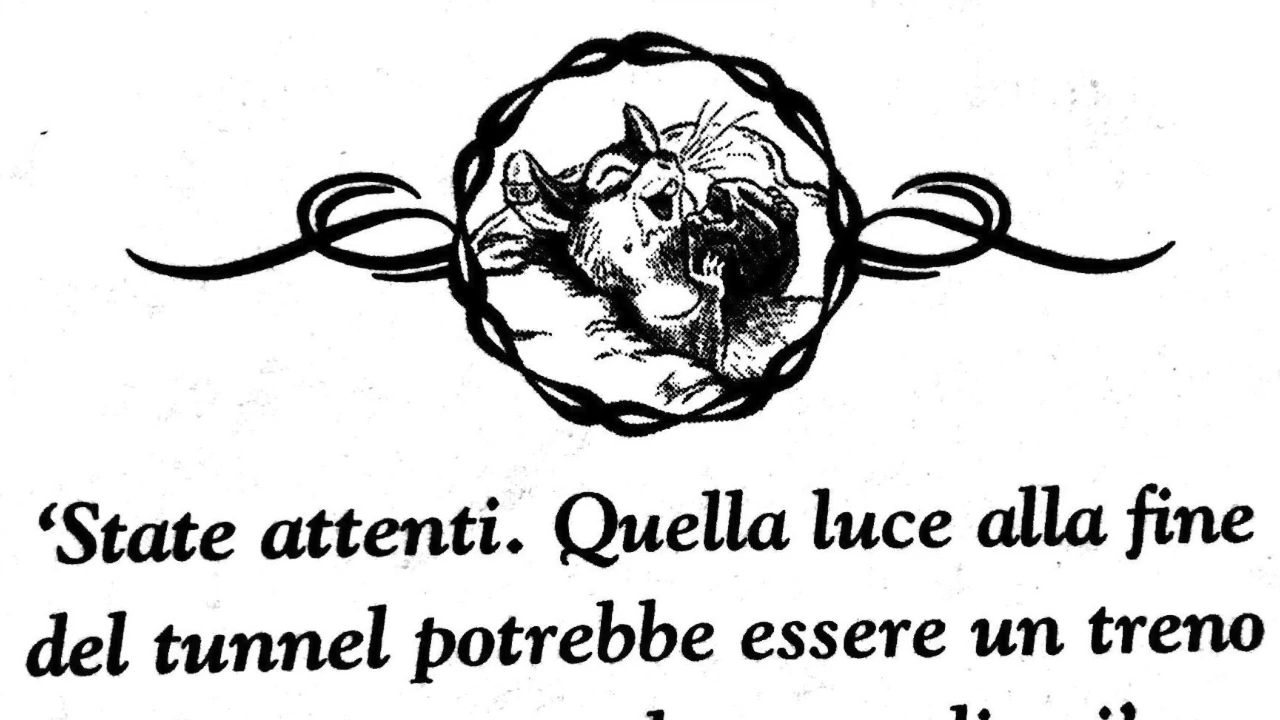 ‘State attenti. Quella luce alla fine
del tunnel potrebbe essere un treno